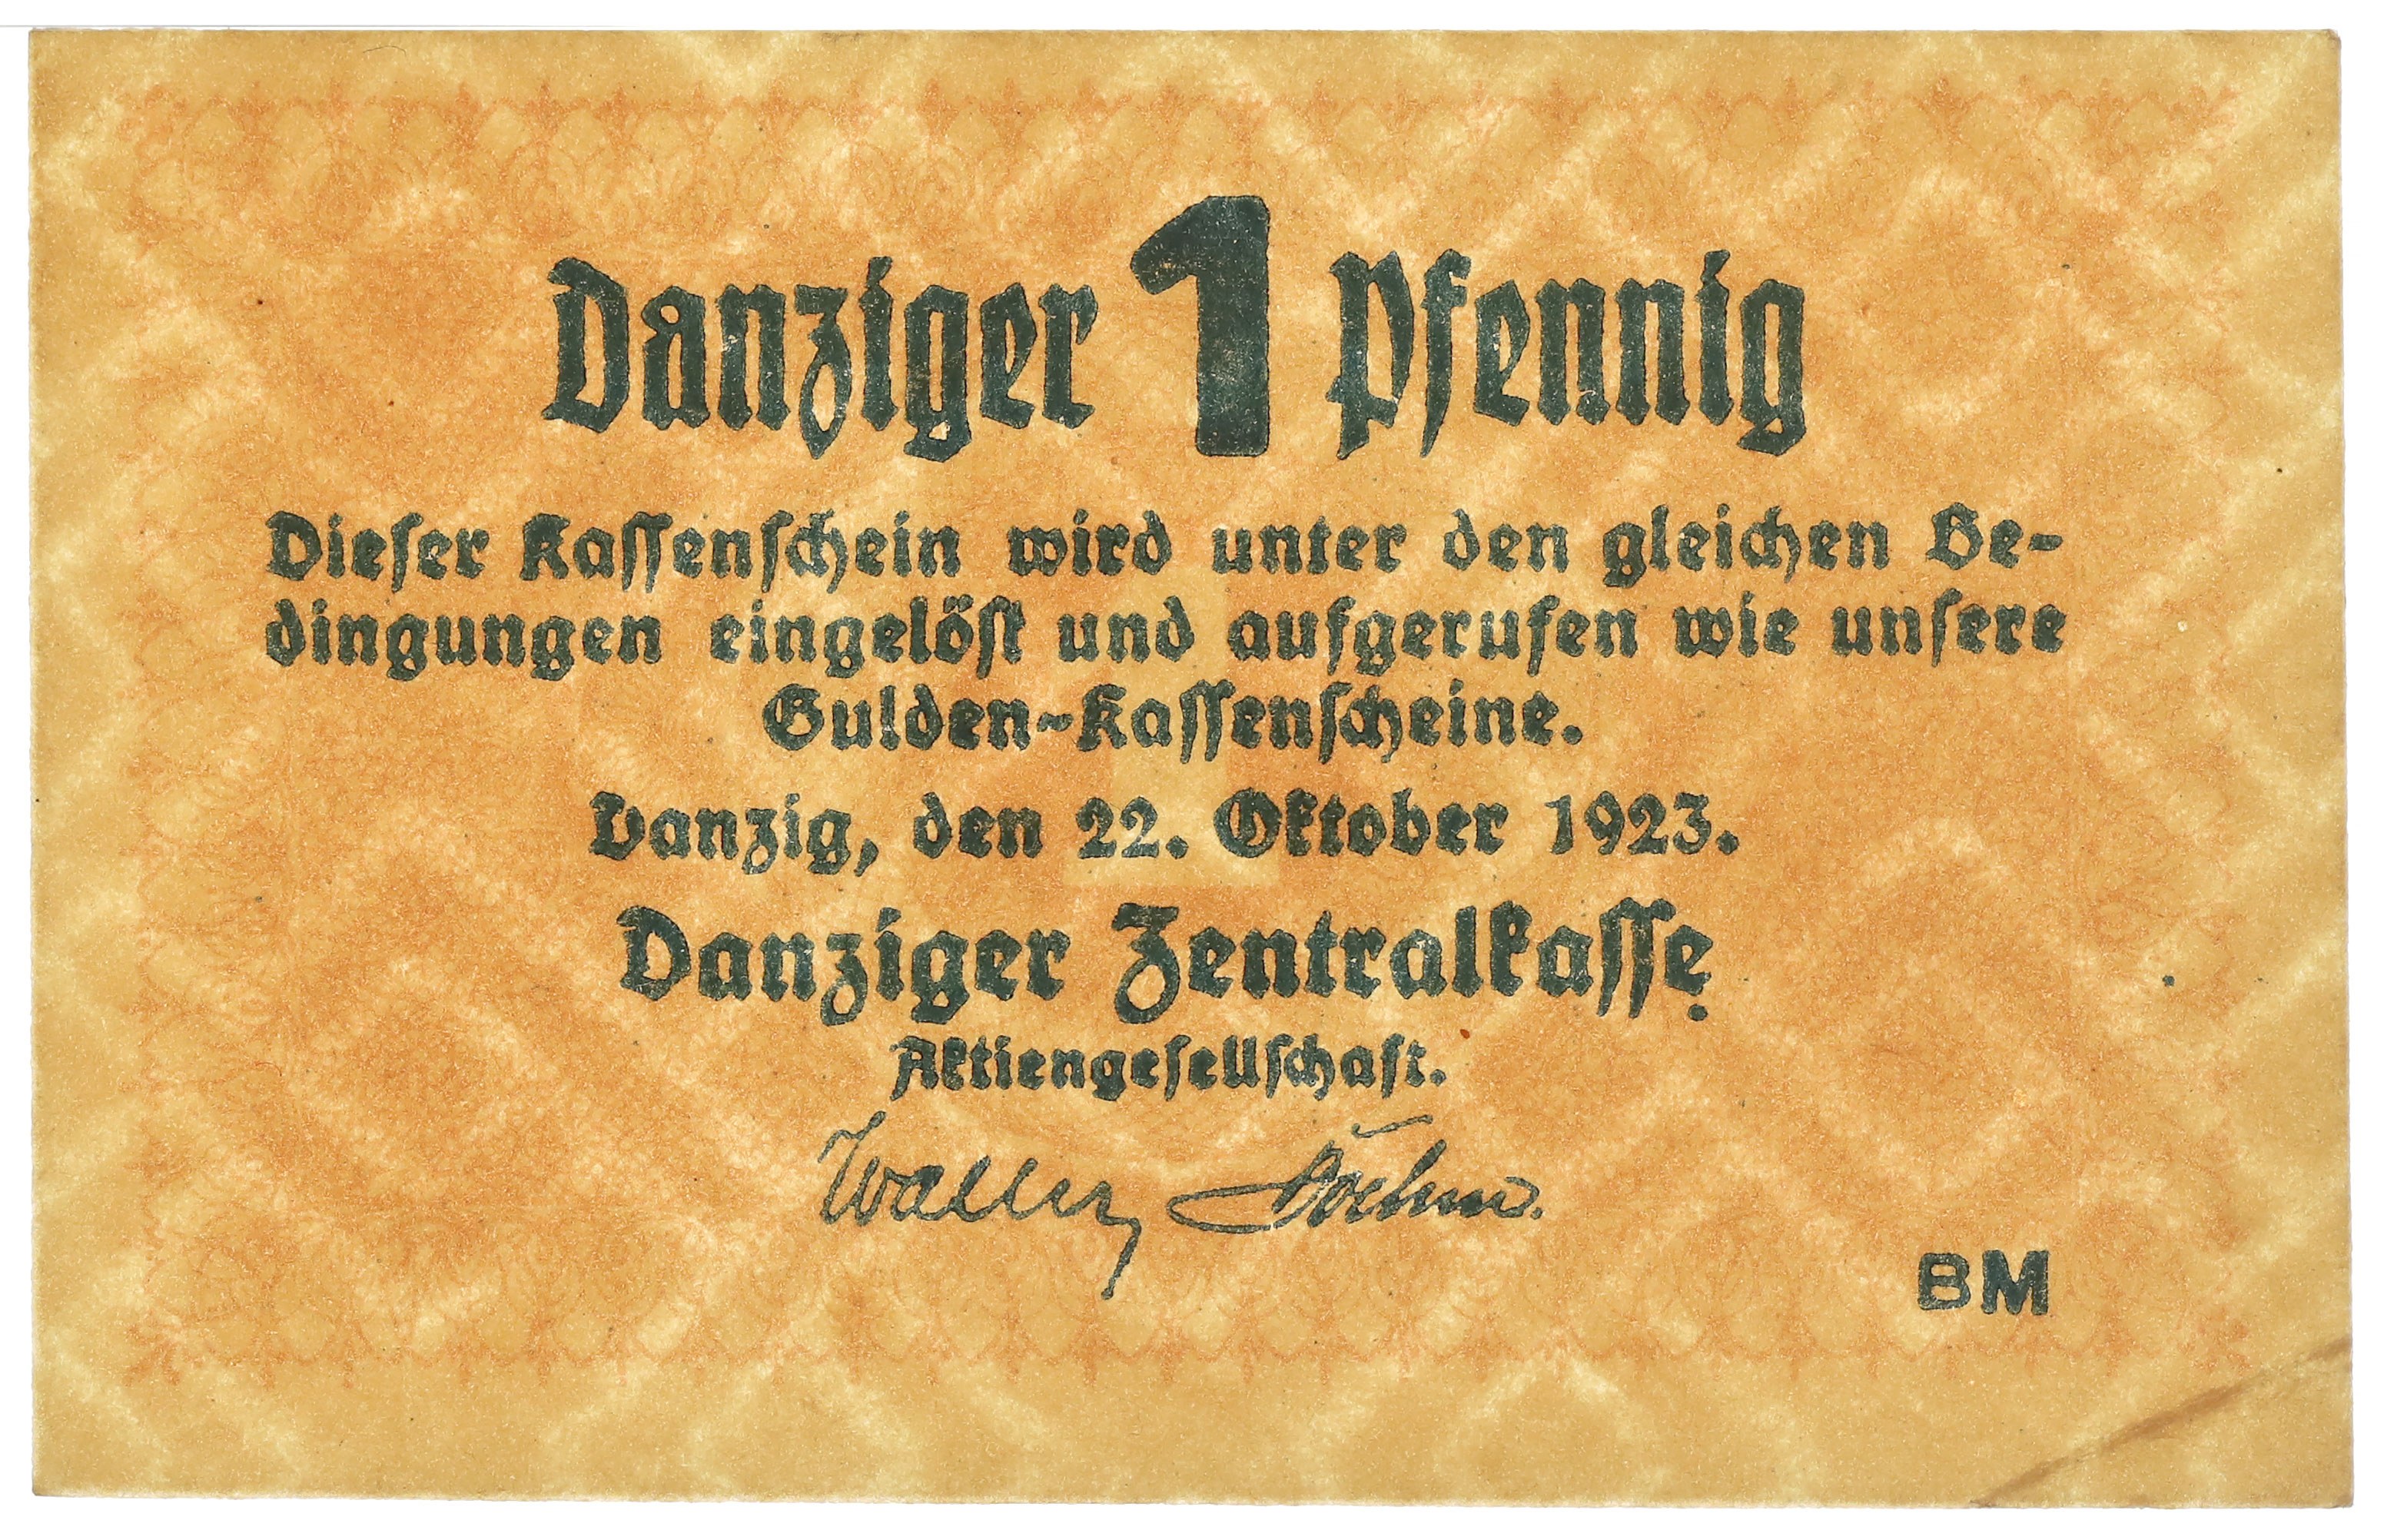 Danziger 1 Pfennig
Dieser Kassenschein wird unter den gleichen Be-
dingungen eingelöst und aufgerufen wie unsere
Gulden-Kassenscheine.
Danzig, den 22. Oktober 1923.
Danziger Zentralkasse
Aktiengesellschaft.
BM